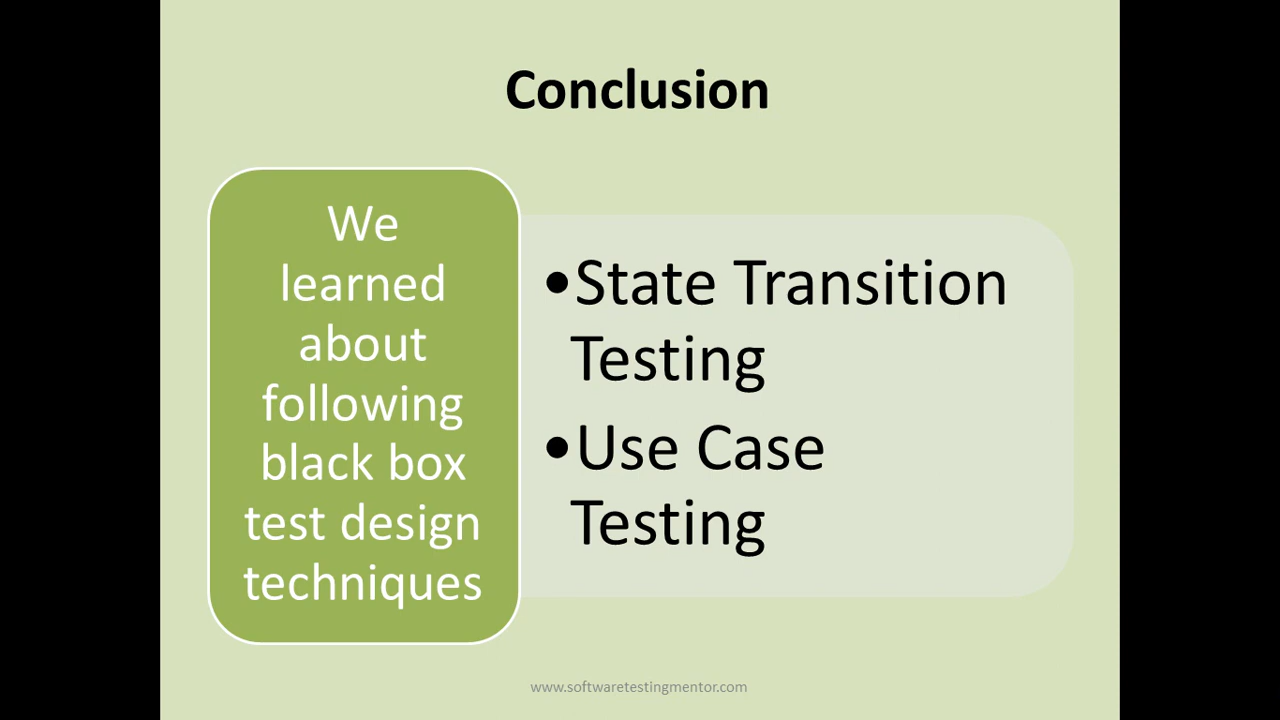 Conclusion
We
learned
about
following
black box
test design
techniques
•State Transition
Testing
•Use Case
Testing
www.softwaretestingmentor.com